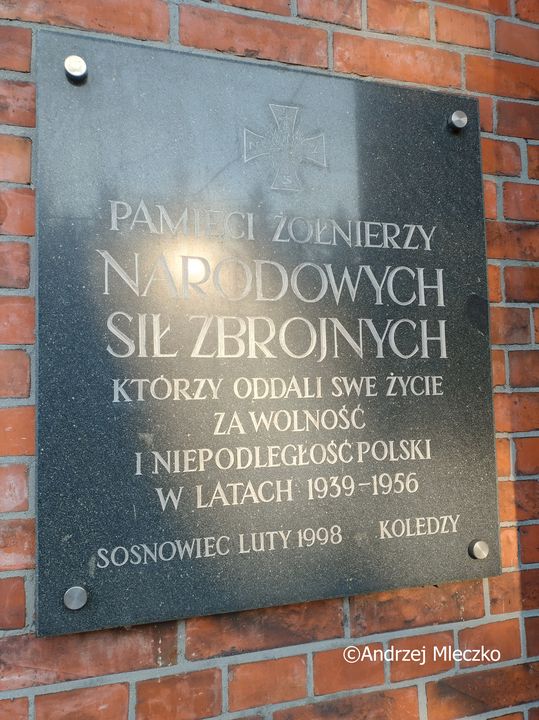 PAMIĘCI ŻOŁNIERZY
NARODOWYCH
SIŁ ZBROJNYCH
KTÓRZY ODDALI SWE ŻYCIE
ZA WOLNOŚĆ
I NIEPODLEGŁOŚĆ POLSKI
W LATACH 1939-1956
SOSNOWIEC LUTY 1998 KOLEDZY
©Andrzej Mleczko